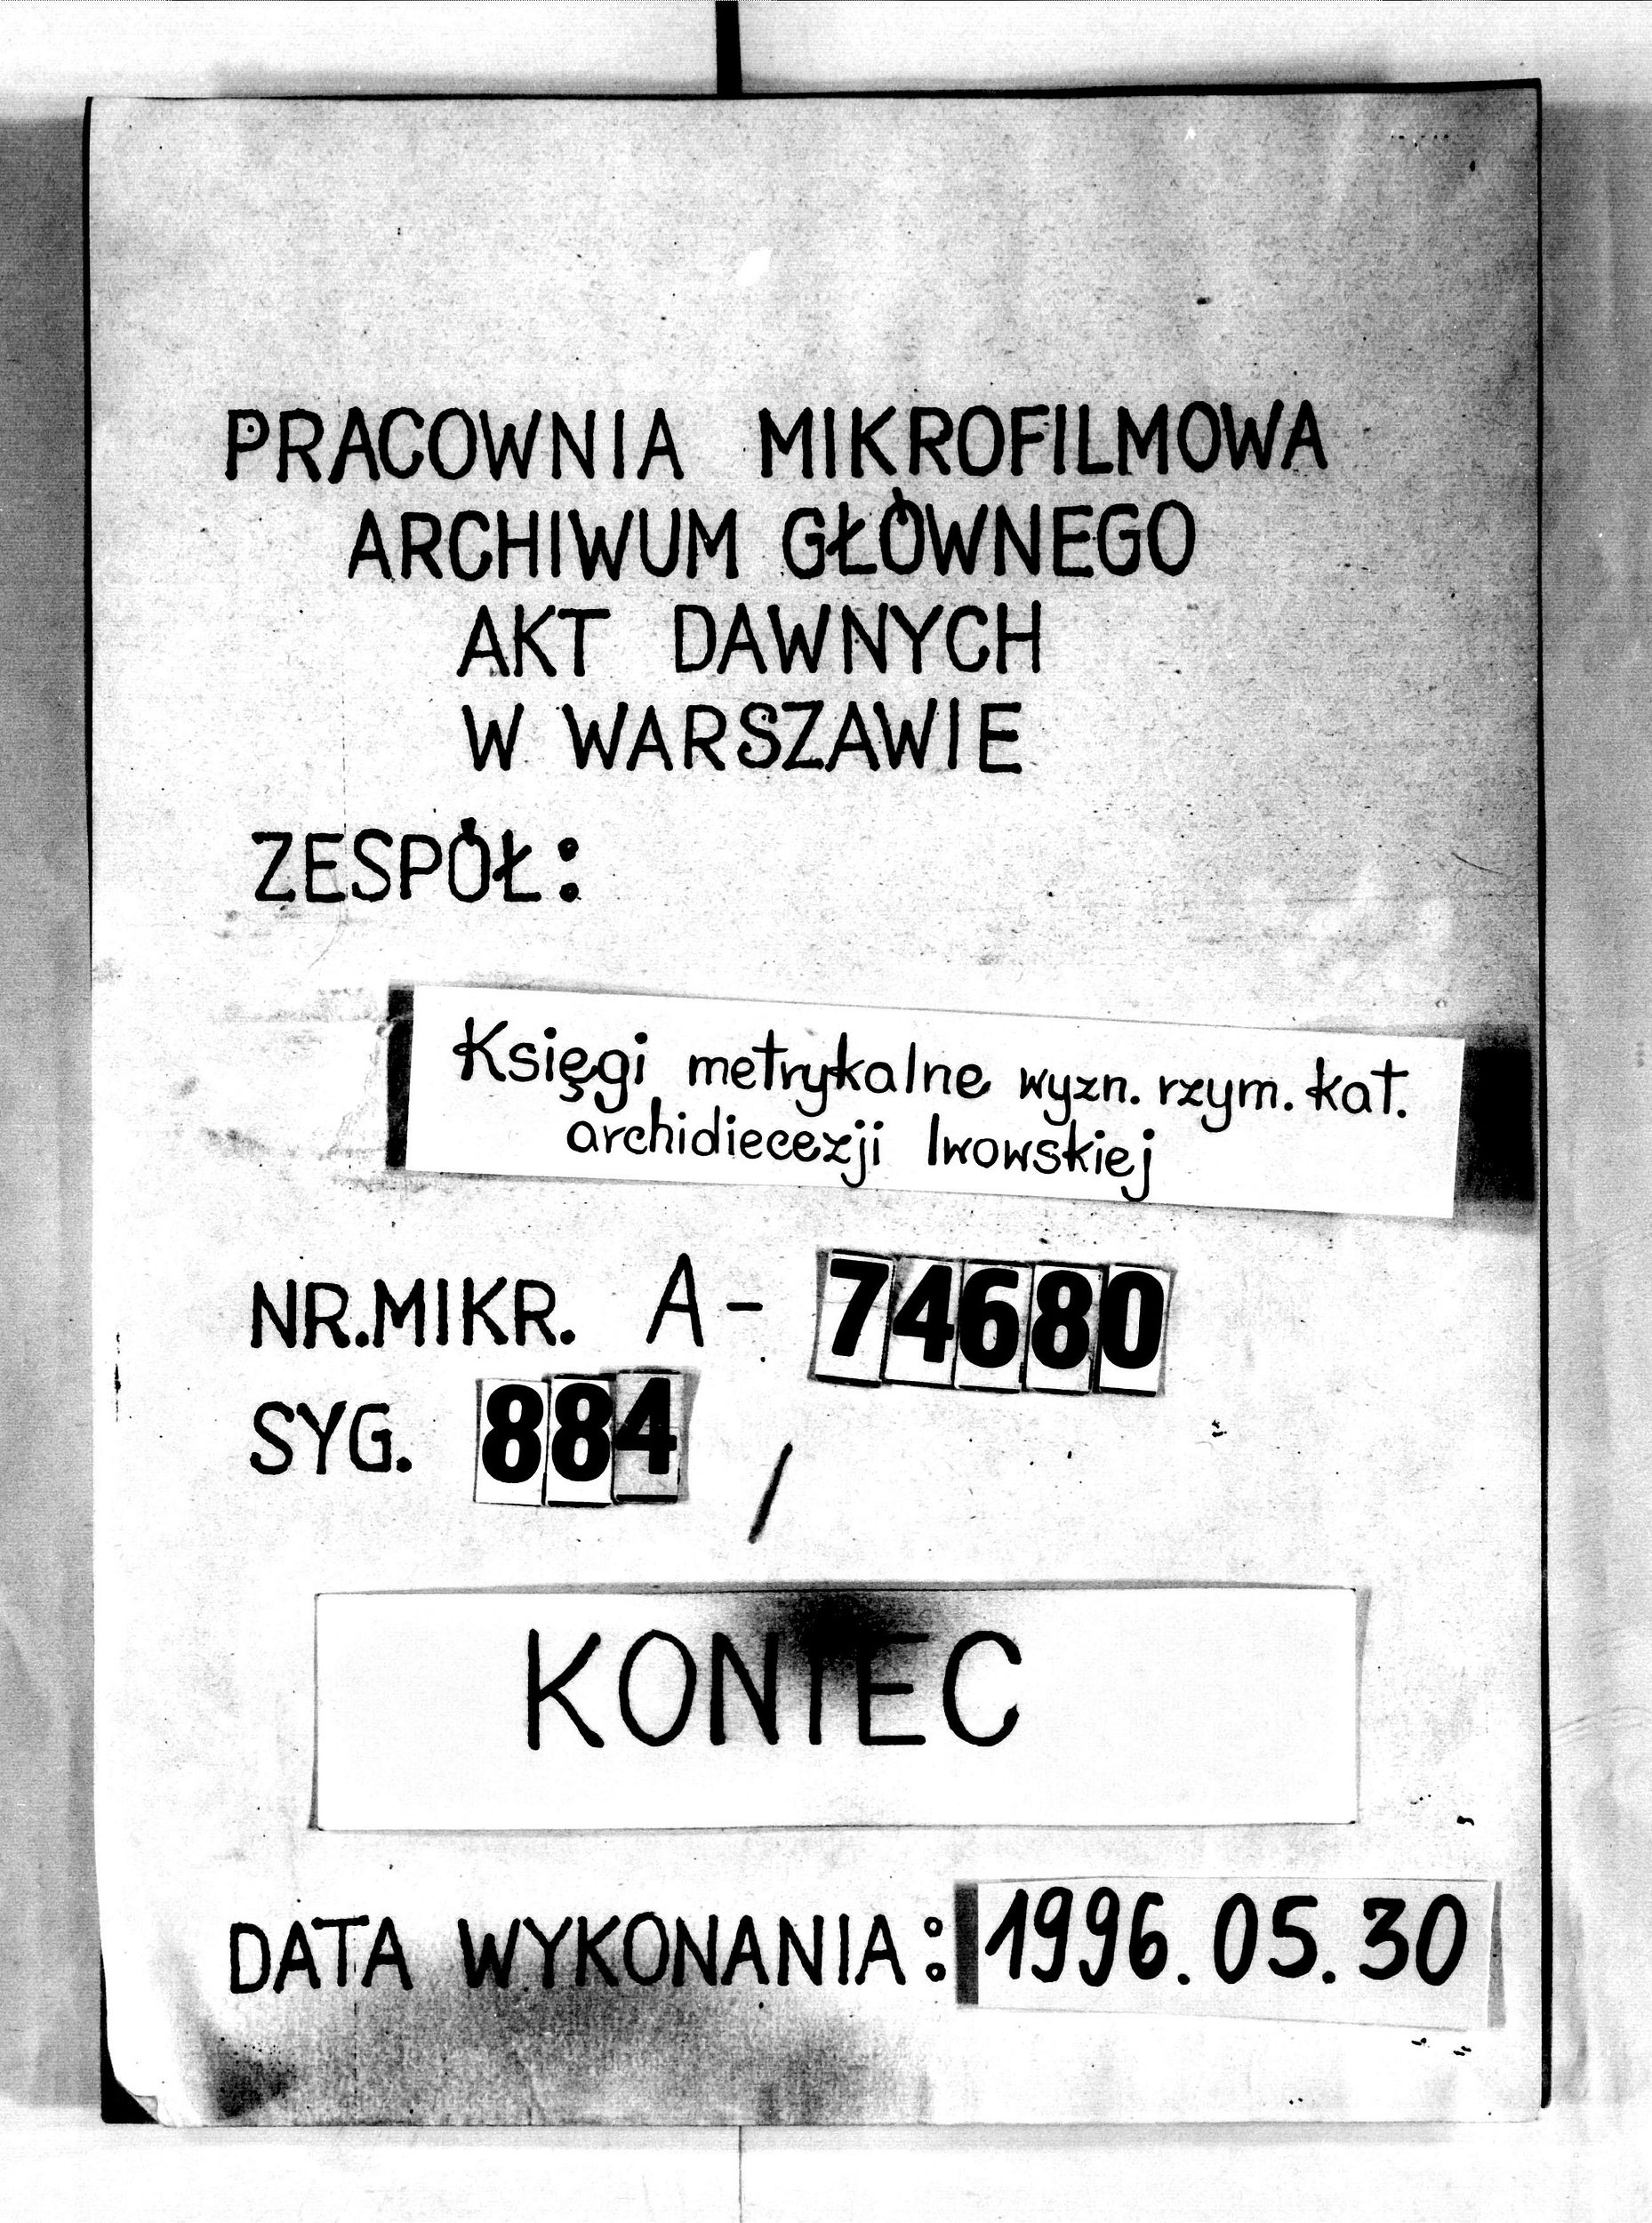 PRACOWNIA MIKROFILMOWA
ARCHIWUM GŁÓWNEGO
AKT DAWNYCH
W WARSZAWIE
ZESPÓŁ:
Księgi metrykalne wyzn. rzym. kat.
archidiecezji lwowskiej
NR.MIKR. A- 74680
SYG. 884 /
KONIEC
DATA WYKONANIA: 1996.05.30